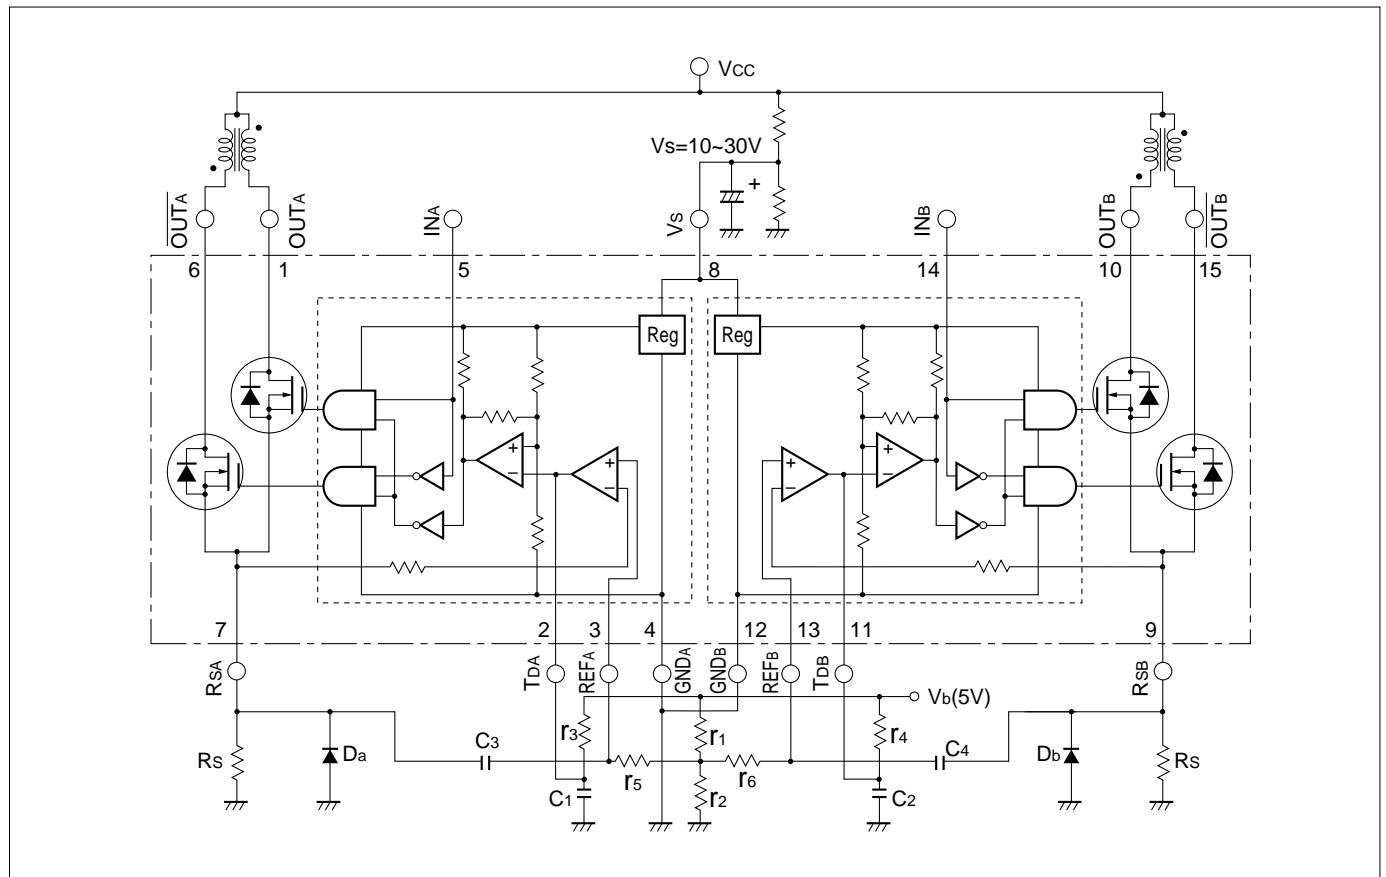 Vcc
Vs=10~30V
+
OUTA
OUTA
INA
Vs
INB
OUTB
OUTB
6
1
5
8
14
10
15
Reg
Reg
+
−
+
−
+
−
+
−
7
2
3
4
12
13
11
9
RSA
TDA
REFA
GNDA
GNDB
REFB
TDB
RSB
Vb(5V)
r3
r1
r4
C3
C4
Rs
Da
r5
r6
Db
Rs
C1
r2
C2